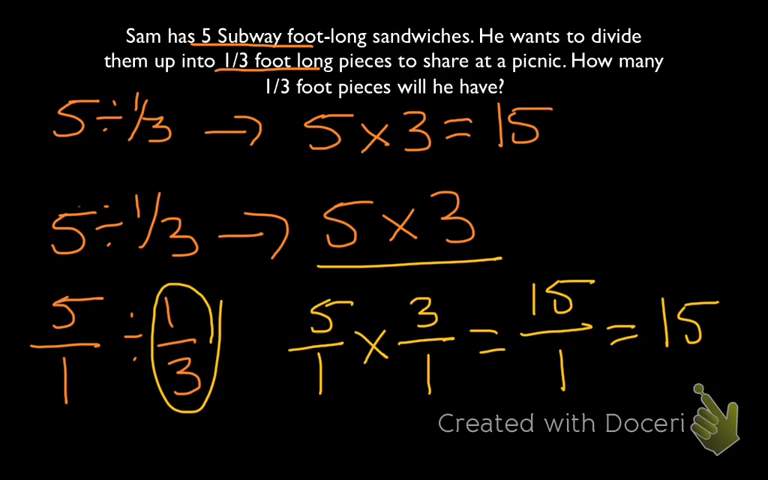 Sam has 5 Subway foot-long sandwiches. He wants to divide
them up into 1/3 foot long pieces to share at a picnic. How many
1/3 foot pieces will he have?
5 ÷ 1/3 → 5 × 3 = 15
5 ÷ 1/3 → 5 × 3
5/1 ÷ 1/3 5/1 × 3/1 = 15/1 = 15
Created with Doceri